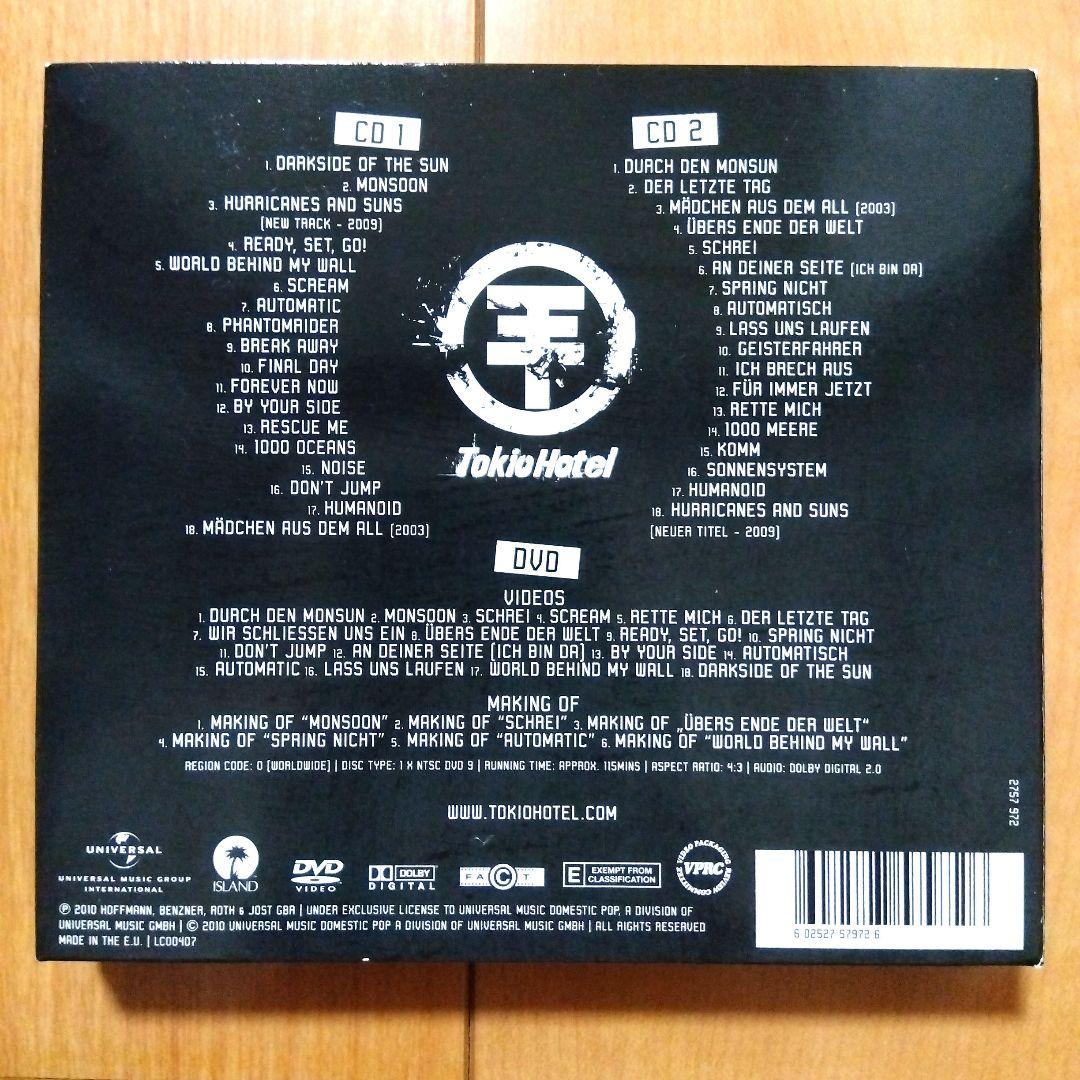 CD 1
1. DARKSIDE OF THE SUN
2. MONSOON
3. HURRICANES AND SUNS
(NEW TRACK - 2009)
4. READY, SET, GO!
5. WORLD BEHIND MY WALL
6. SCREAM
7. AUTOMATIC
8. PHANTOMRIDER
9. BREAK AWAY
10. FINAL DAY
11. FOREVER NOW
12. BY YOUR SIDE
13. RESCUE ME
14. 1000 OCEANS
15. NOISE
16. DON'T JUMP
17. HUMANOID
18. MÄDCHEN AUS DEM ALL (2003)
CD 2
1. DURCH DEN MONSUN
2. DER LETZTE TAG
3. MÄDCHEN AUS DEM ALL (2003)
4. ÜBERS ENDE DER WELT
5. SCHREI
6. AN DEINER SEITE (ICH BIN DA)
7. SPRING NICHT
8. AUTOMATISCH
9. LASS UNS LAUFEN
10. GEISTERFAHRER
11. ICH BRECH AUS
12. FÜR IMMER JETZT
13. RETTE MICH
14. 1000 MEERE
15. KOMM
16. SONNENSYSTEM
17. HUMANOID
18. HURRICANES AND SUNS
(NEUER TITEL - 2009)
Tokio Hotel
DVD
VIDEOS
1. DURCH DEN MONSUN 2. MONSOON 3. SCHREI 4. SCREAM 5. RETTE MICH 6. DER LETZTE TAG
7. WIR SCHLIESSEN UNS EIN 8. ÜBERS ENDE DER WELT 9. READY, SET, GO! 10. SPRING NICHT
11. DON'T JUMP 12. AN DEINER SEITE (ICH BIN DA) 13. BY YOUR SIDE 14. AUTOMATISCH
15. AUTOMATIC 16. LASS UNS LAUFEN 17. WORLD BEHIND MY WALL 18. DARKSIDE OF THE SUN
MAKING OF
1. MAKING OF "MONSOON" 2. MAKING OF "SCHREI" 3. MAKING OF „ÜBERS ENDE DER WELT“
4. MAKING OF "SPRING NICHT" 5. MAKING OF "AUTOMATIC" 6. MAKING OF "WORLD BEHIND MY WALL"
REGION CODE: 0 (WORLDWIDE) | DISC TYPE: 1 X NTSC DVD 9 | RUNNING TIME: APPROX. 115MINS | ASPECT RATIO: 4:3 | AUDIO: DOLBY DIGITAL 2.0
2757 972
WWW.TOKIOHOTEL.COM
UNIVERSAL
UNIVERSAL MUSIC GROUP
INTERNATIONAL
ISLAND
DVD
VIDEO
DOLBY
DIGITAL
FACT
E EXEMPT FROM
CLASSIFICATION
VIDEO PACKAGING REVIEW COMMITTEE
VPRC
℗ 2010 HOFFMANN, BENZNER, ROTH & JOST GBR | UNDER EXCLUSIVE LICENSE TO UNIVERSAL MUSIC DOMESTIC POP, A DIVISION OF
UNIVERSAL MUSIC GMBH | © 2010 UNIVERSAL MUSIC DOMESTIC POP A DIVISION OF UNIVERSAL MUSIC GMBH | ALL RIGHTS RESERVED
MADE IN THE E.U. | LC00407
6 02527 57972 6